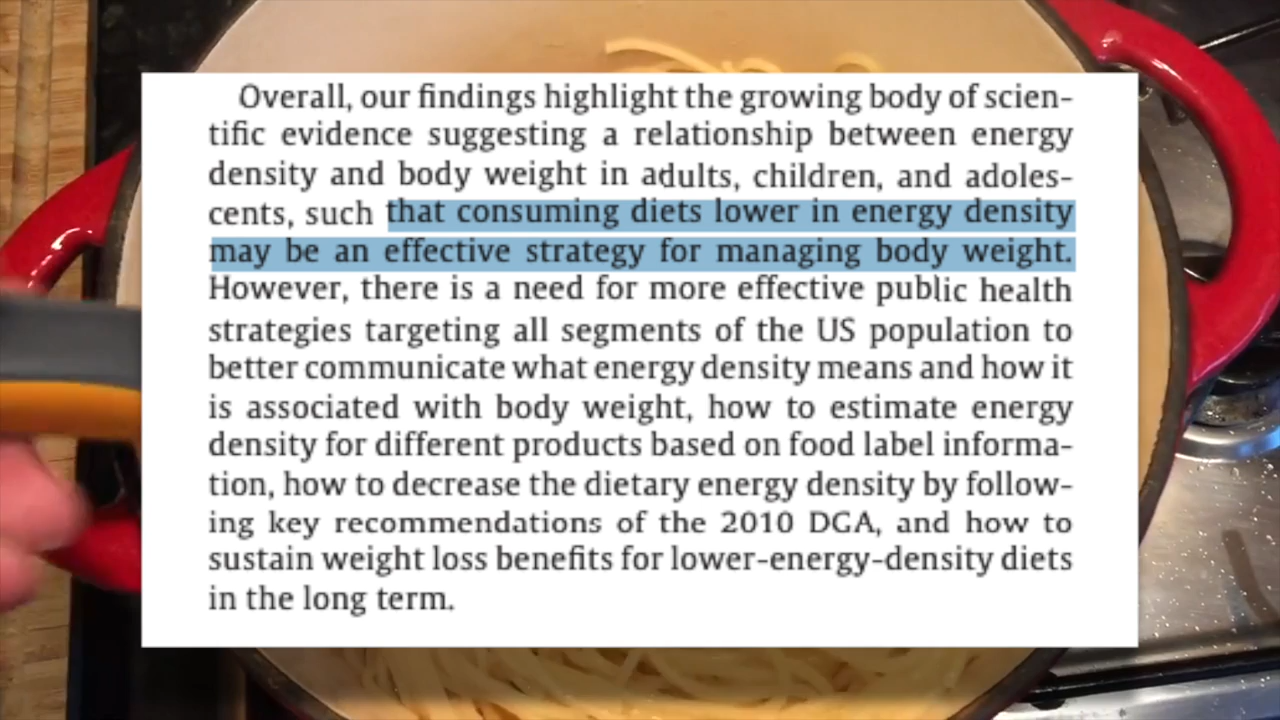 Overall, our findings highlight the growing body of scien-
tific evidence suggesting a relationship between energy
density and body weight in adults, children, and adoles-
cents, such that consuming diets lower in energy density
may be an effective strategy for managing body weight.
However, there is a need for more effective public health
strategies targeting all segments of the US population to
better communicate what energy density means and how it
is associated with body weight, how to estimate energy
density for different products based on food label informa-
tion, how to decrease the dietary energy density by follow-
ing key recommendations of the 2010 DGA, and how to
sustain weight loss benefits for lower-energy-density diets
in the long term.